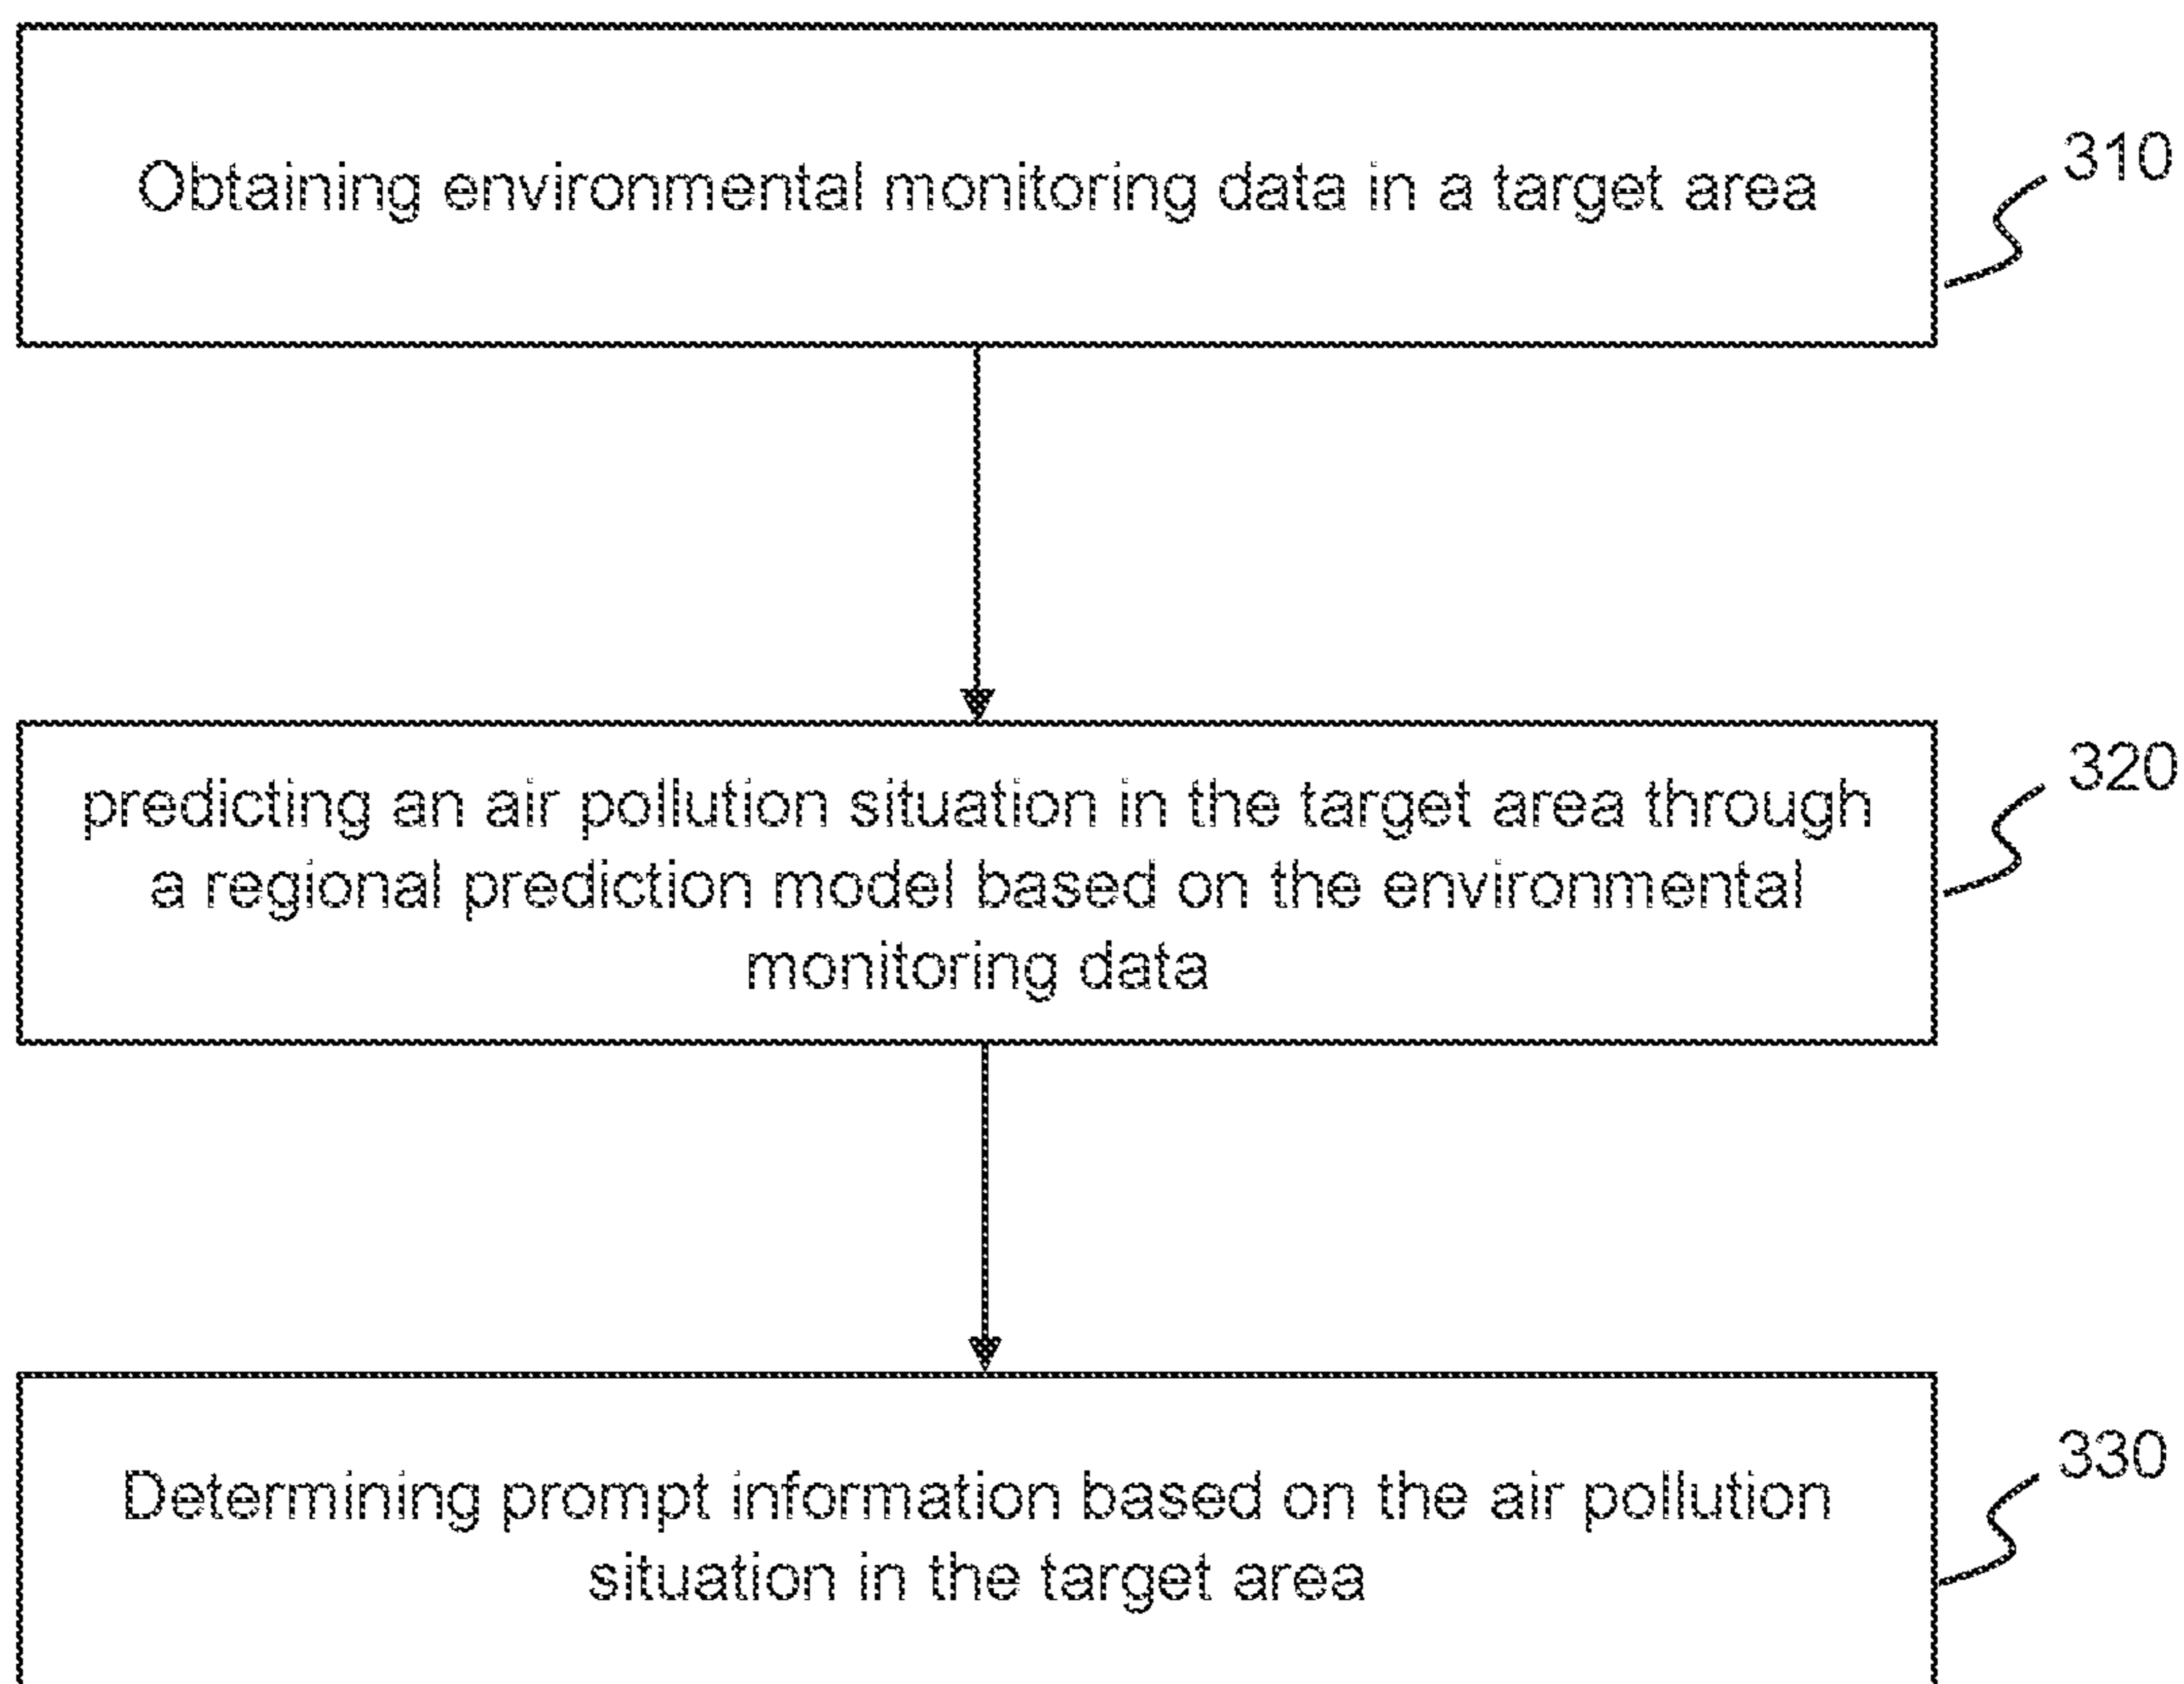 Obtaining environmental monitoring data in a target area
310
predicting an air pollution situation in the target area through
a regional prediction model based on the environmental
monitoring data
320
Determining prompt information based on the air pollution
situation in the target area
330